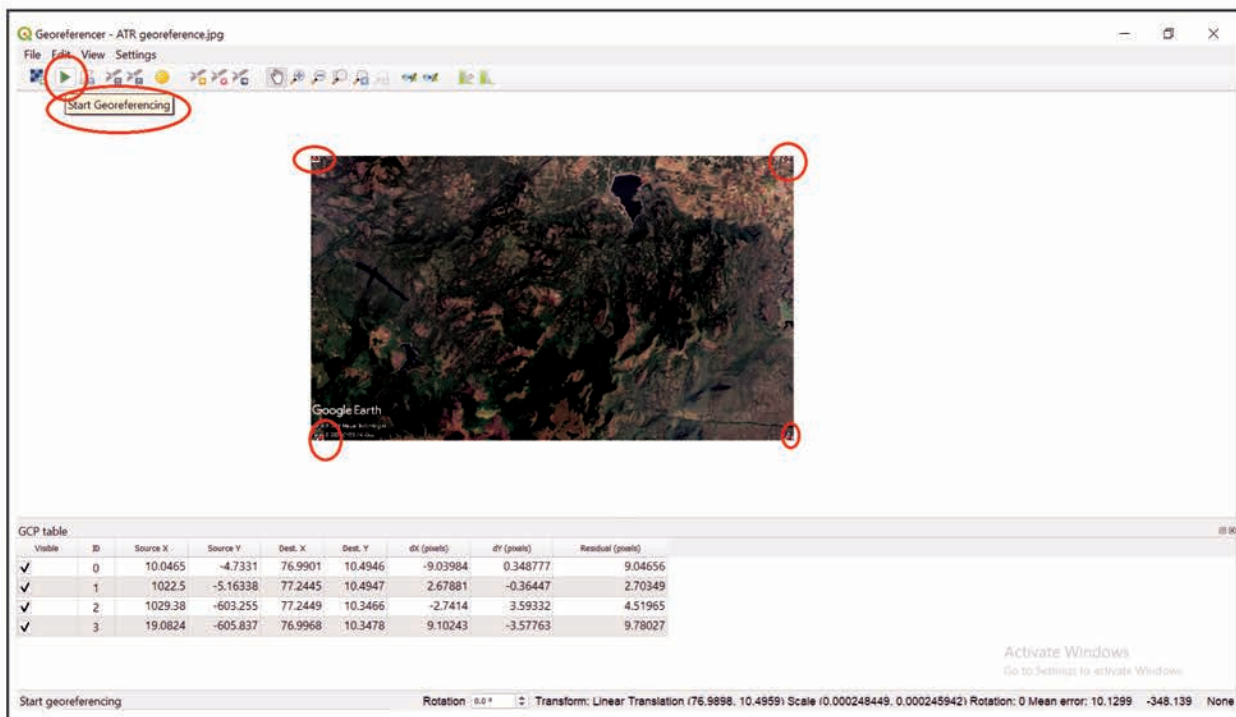 Georeferencer - ATR georeference.jpg
File Edit View Settings
Start Georeferencing
Google Earth
GCP table
Visible ID Source X Source Y Dest. X Dest. Y dX (pixels) dY (pixels) Residual (pixels)
0 10.0465 -4.7331 76.9901 10.4946 -9.03984 0.348777 9.04656
1 1022.5 -5.16338 77.2445 10.4947 2.67881 -0.36447 2.70349
2 1029.38 -603.255 77.2449 10.3466 -2.7414 3.59332 4.51965
3 19.0824 -605.837 76.9968 10.3478 9.10243 -3.57763 9.78027
Activate Windows
Go to Settings to activate Windows.
Start georeferencing Rotation 0.0 ° Transform: Linear Translation (76.9898, 10.4959) Scale (0.000248449, 0.000245942) Rotation: 0 Mean error: 10.1299 -348.139 None